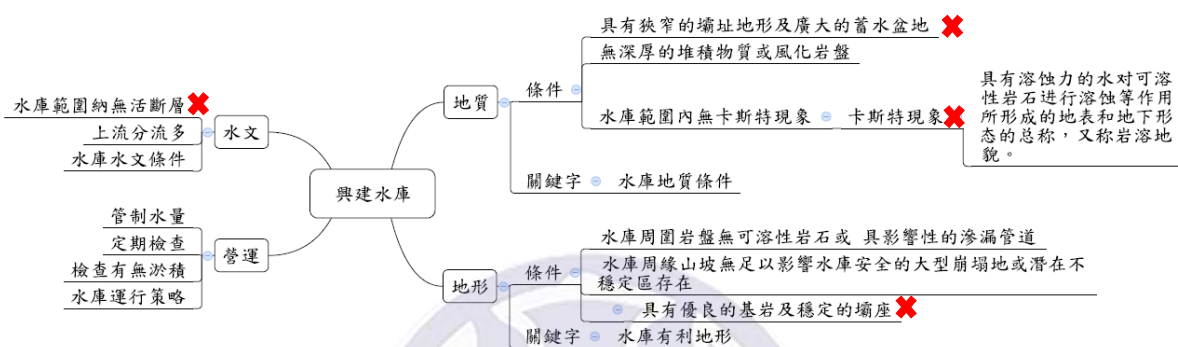 興建水庫
地質
條件
具有狹窄的壩址地形及廣大的蓄水盆地
無深厚的堆積物質或風化岩盤
水庫範圍內無卡斯特現象
卡斯特現象
具有溶蚀力的水对可溶
性岩石进行溶蚀等作用
所形成的地表和地下形
态的总称，又称岩溶地
貌。
關鍵字
水庫地質條件
地形
條件
水庫周圍岩盤無可溶性岩石或 具影響性的滲漏管道
水庫周緣山坡無足以影響水庫安全的大型崩塌地或潛在不
穩定區存在
具有優良的基岩及穩定的壩座
關鍵字
水庫有利地形
水文
水庫範圍納無活斷層
上流分流多
水庫水文條件
營運
管制水量
定期檢查
檢查有無淤積
水庫運行策略